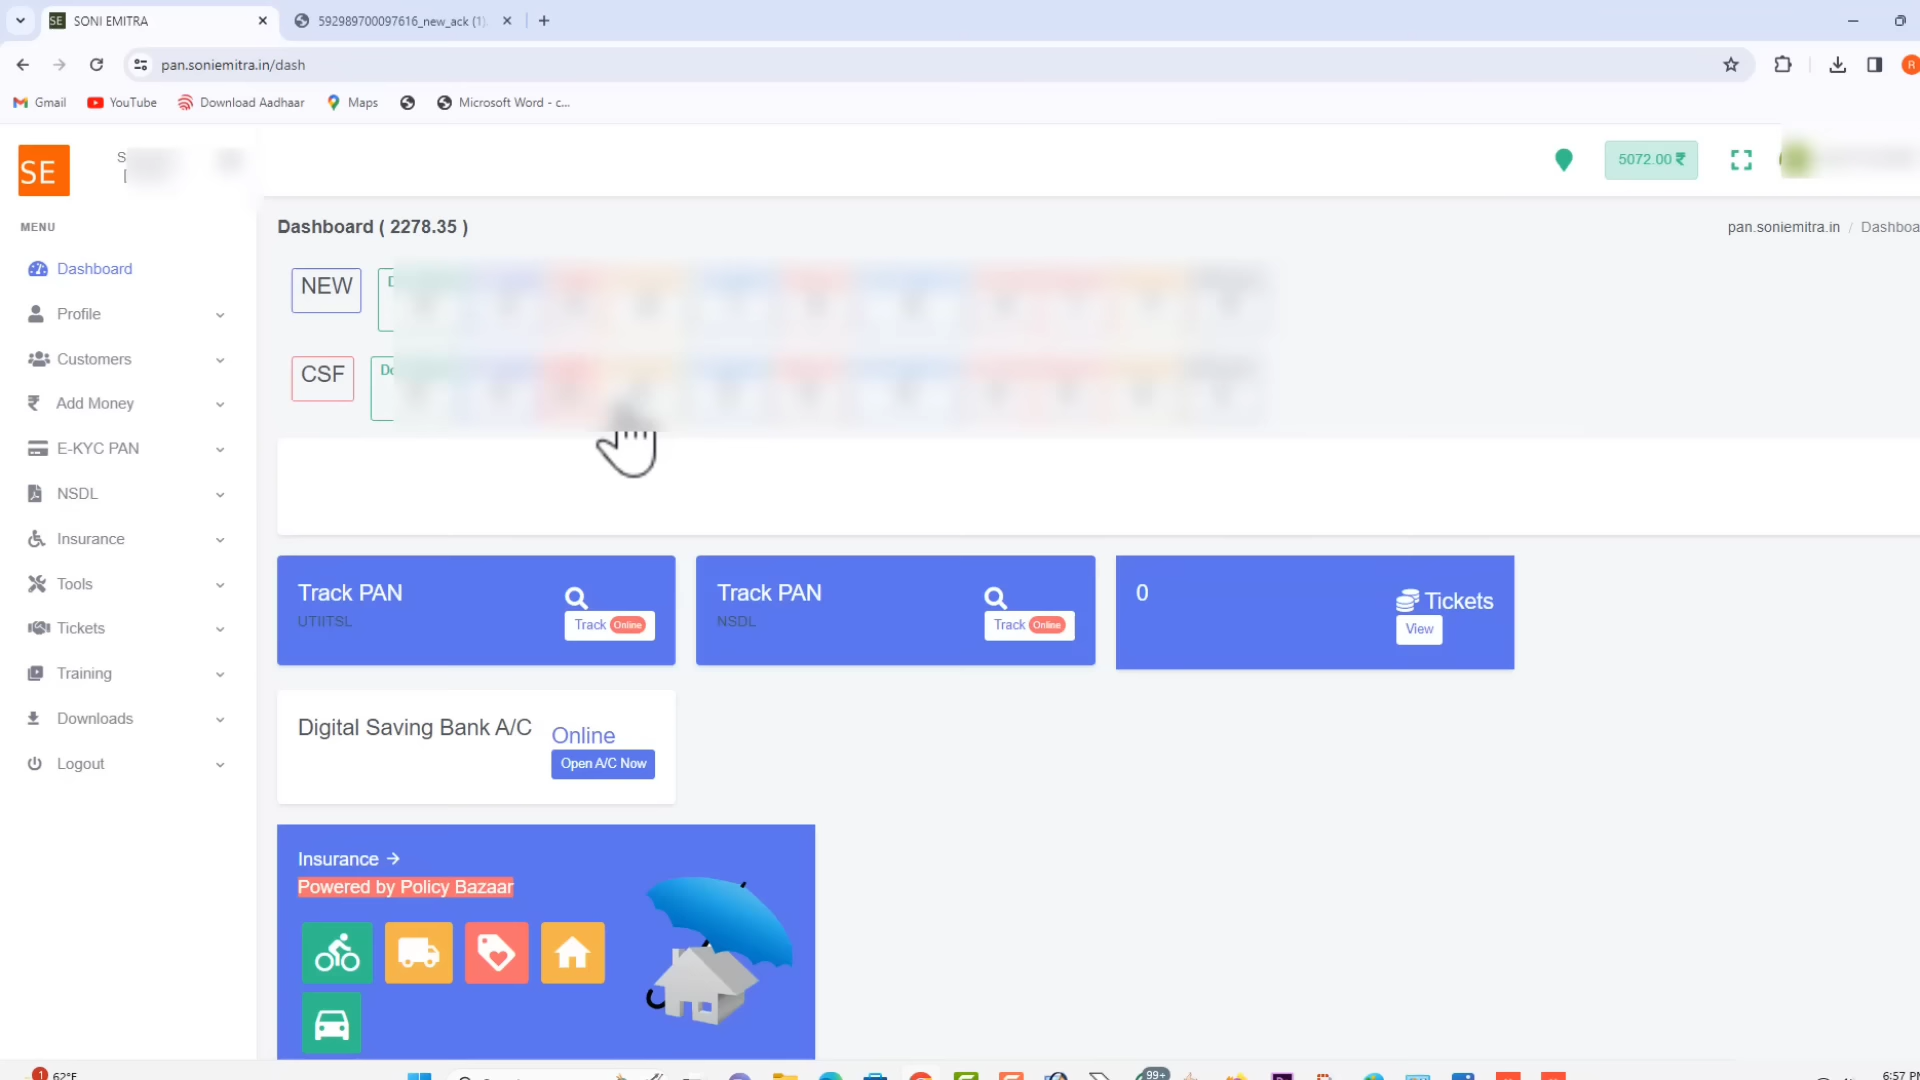 SE SONI EMITRA
592989700097616_new_ack (1)
pan.soniemitra.in/dash
R
Gmail YouTube Download Aadhaar Maps Microsoft Word - c...
SE
S
[
5072.00 ₹
MENU
Dashboard ( 2278.35 )
pan.soniemitra.in / Dashboa
Dashboard
NEW
D
Profile
Customers
CSF
Do
Add Money
E-KYC PAN
NSDL
Insurance
Tools
Track PAN
UTIITSL
Track Online
Track PAN
NSDL
Track Online
0
Tickets
View
Tickets
Training
Downloads
Logout
Digital Saving Bank A/C
Online
Open A/C Now
Insurance →
Powered by Policy Bazaar
1 62°F
99+
6:57 P